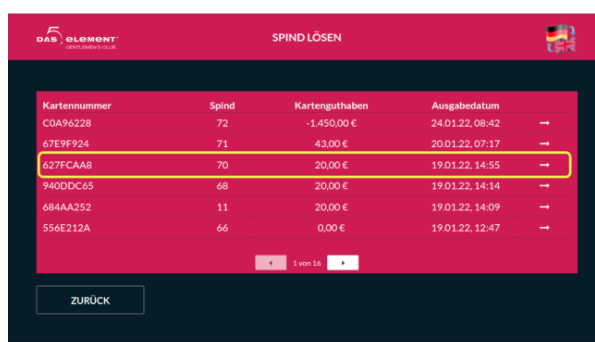 DAS 5. ELEMENT
GENTLEMEN'S CLUB
SPIND LÖSEN
Kartennummer Spind Kartenguthaben Ausgabedatum
C0A96228 72 -1.450,00 € 24.01.22, 08:42 →
67E9F924 71 43,00 € 20.01.22, 07:17 →
627FCAA8 70 20,00 € 19.01.22, 14:55 →
940DDC65 68 20,00 € 19.01.22, 14:14 →
684AA252 11 20,00 € 19.01.22, 14:09 →
556E212A 66 0,00 € 19.01.22, 12:47 →
1 von 16
ZURÜCK